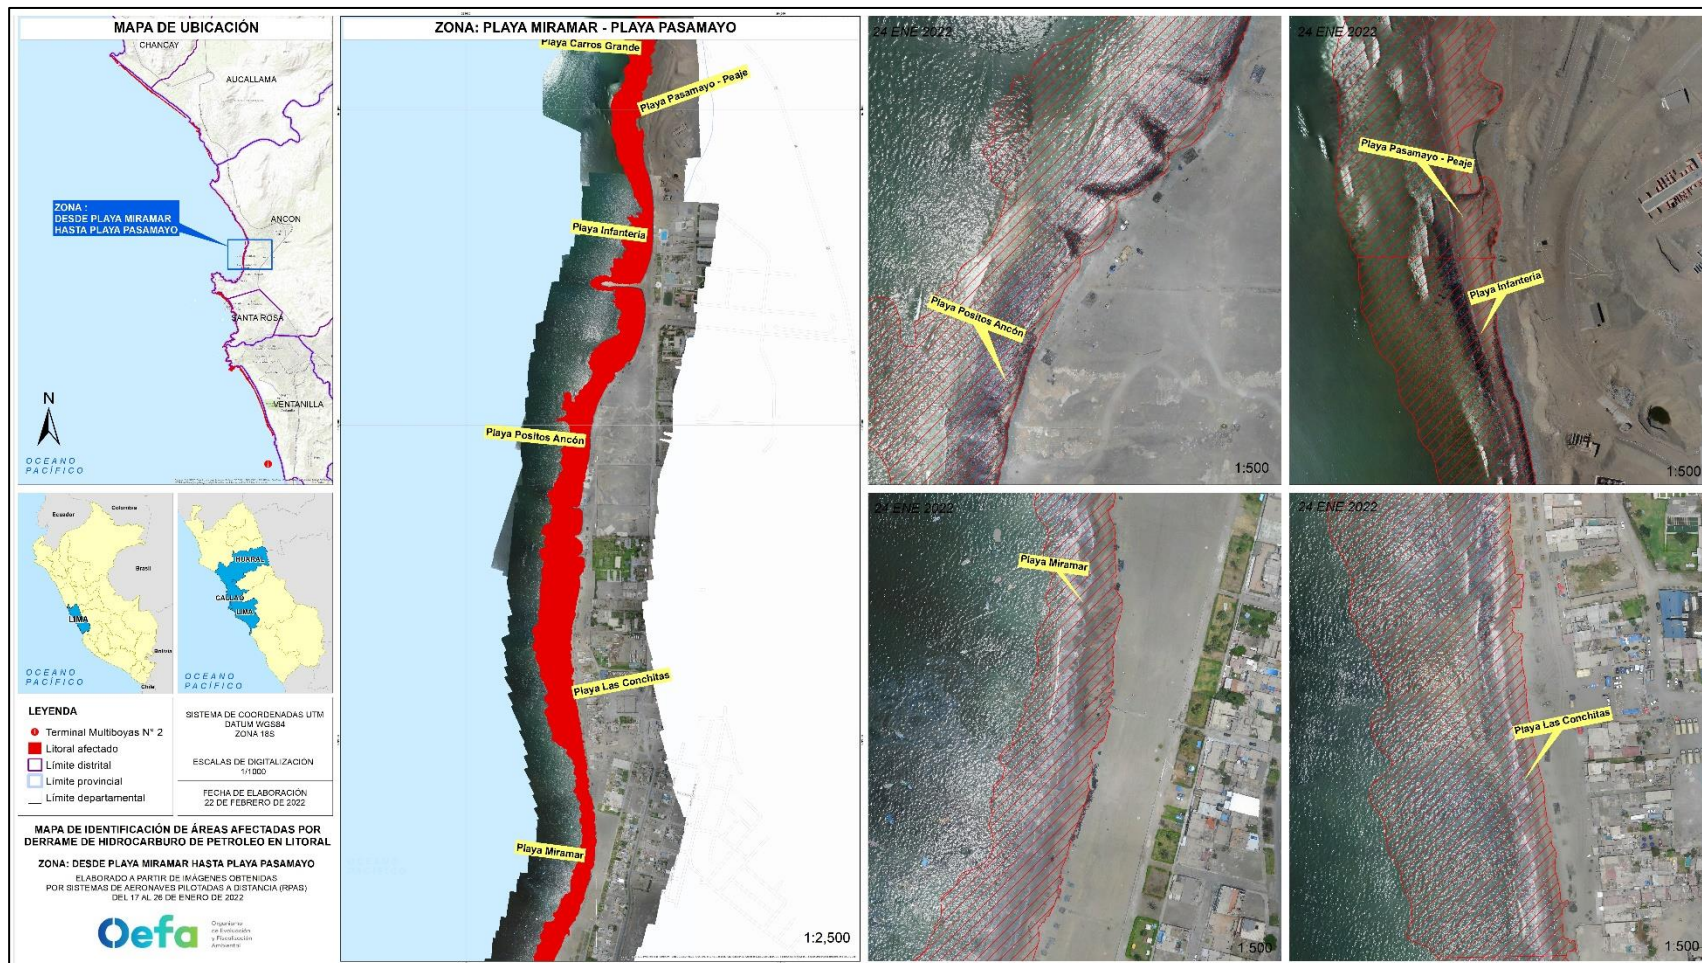 MAPA DE UBICACIÓN
CHANCAY
AUCALLAMA
ZONA :
DESDE PLAYA MIRAMAR
HASTA PLAYA PASAMAYO
ANCON
SANTA ROSA
VENTANILLA
N
OCEANO
PACÍFICO
Ecuador
Colombia
Brasil
LIMA
Bolivia
OCEANO
PACÍFICO
Chile
HUARAL
CALLAO
LIMA
OCEANO
PACÍFICO
LEYENDA
Terminal Multiboyas N° 2
Litoral afectado
Límite distrital
Límite provincial
Límite departamental
SISTEMA DE COORDENADAS UTM
DATUM WGS84
ZONA 18S
ESCALAS DE DIGITALIZACIÓN
1/1000
FECHA DE ELABORACIÓN
22 DE FEBRERO DE 2022
MAPA DE IDENTIFICACIÓN DE ÁREAS AFECTADAS POR
DERRAME DE HIDROCARBURO DE PETROLEO EN LITORAL
ZONA: DESDE PLAYA MIRAMAR HASTA PLAYA PASAMAYO
ELABORADO A PARTIR DE IMÁGENES OBTENIDAS
POR SISTEMAS DE AERONAVES PILOTADAS A DISTANCIA (RPAS)
DEL 17 AL 26 DE ENERO DE 2022
Oefa
Organismo
de Evaluación
y Fiscalización
Ambiental
ZONA: PLAYA MIRAMAR - PLAYA PASAMAYO
Playa Carros Grande
Playa Pasamayo - Peaje
Playa Infantería
Playa Positos Ancón
Playa Las Conchitas
Playa Miramar
1:2,500
24 ENE 2022
Playa Positos Ancón
1:500
24 ENE 2022
Playa Pasamayo - Peaje
Playa Infantería
1:500
24 ENE 2022
Playa Miramar
1:500
24 ENE 2022
Playa Las Conchitas
1:500